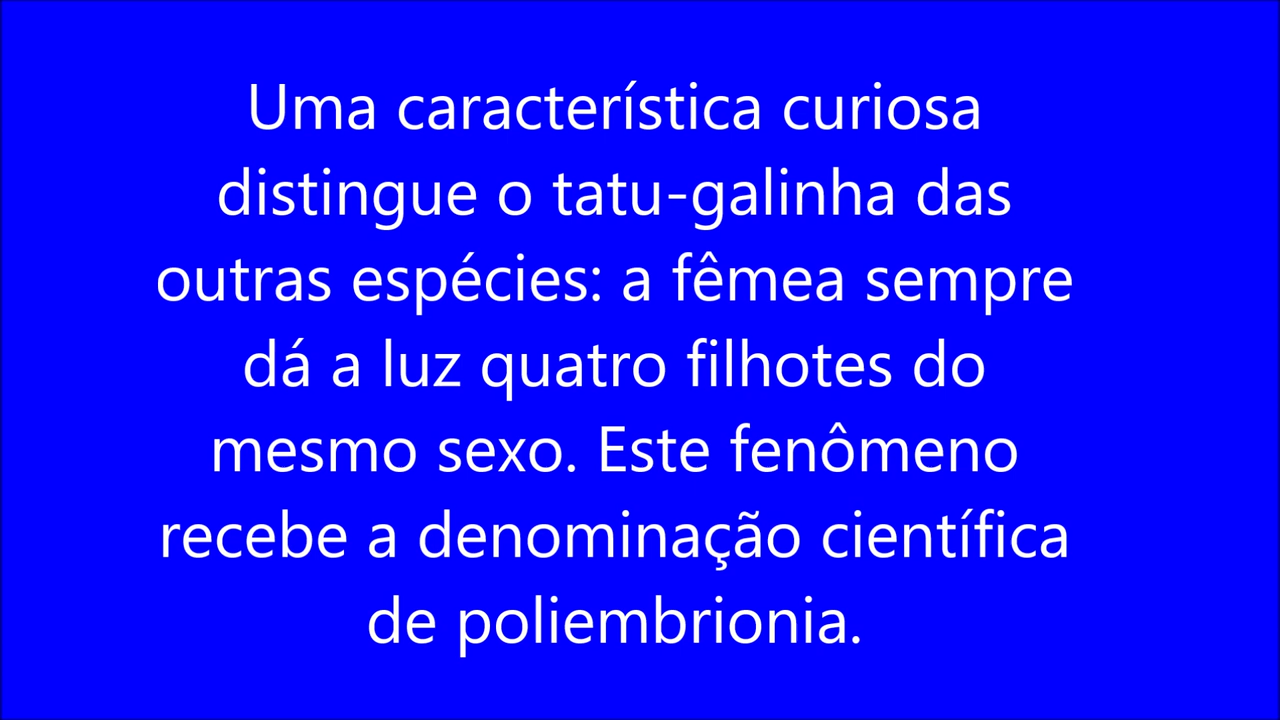 Uma característica curiosa
distingue o tatu-galinha das
outras espécies: a fêmea sempre
dá a luz quatro filhotes do
mesmo sexo. Este fenômeno
recebe a denominação científica
de poliembrionia.